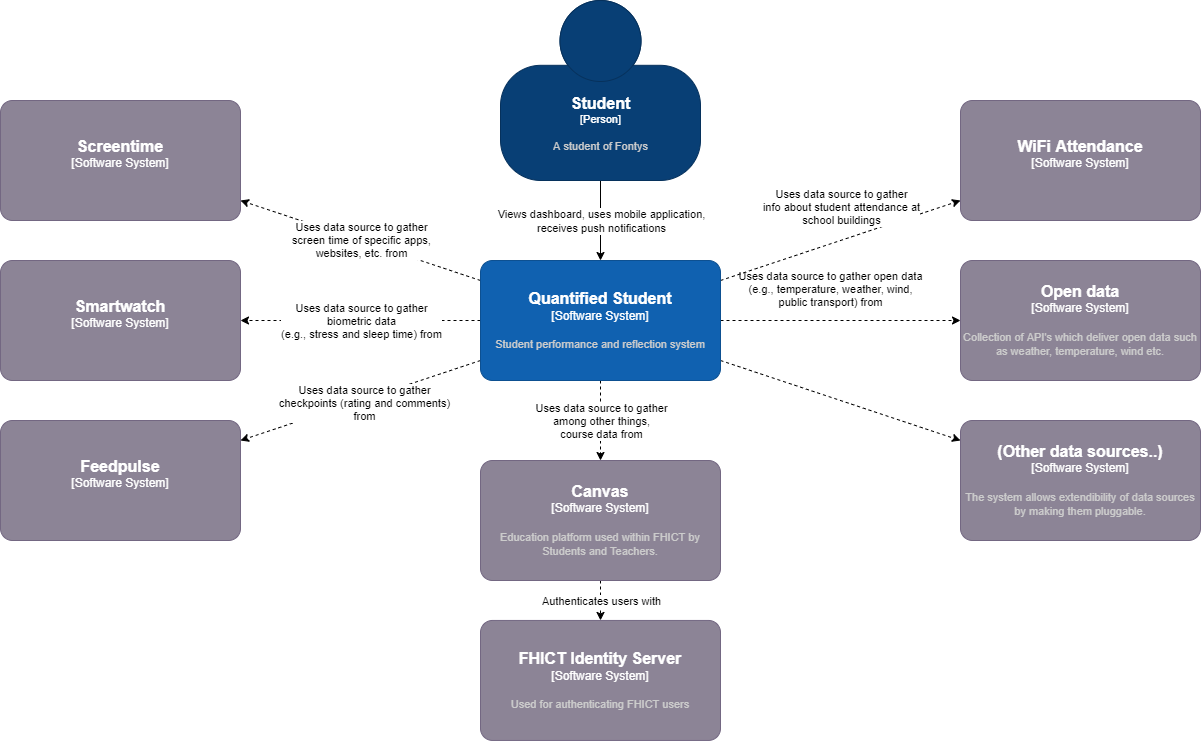 Student
[Person]
A student of Fontys
Screentime
[Software System]
WiFi Attendance
[Software System]
Views dashboard, uses mobile application,
receives push notifications
Uses data source to gather
screen time of specific apps,
websites, etc. from
Uses data source to gather
info about student attendance at
school buildings
Smartwatch
[Software System]
Uses data source to gather
biometric data
(e.g., stress and sleep time) from
Quantified Student
[Software System]
Student performance and reflection system
Uses data source to gather open data
(e.g., temperature, weather, wind,
public transport) from
Open data
[Software System]
Collection of API's which deliver open data such
as weather, temperature, wind etc.
Uses data source to gather
checkpoints (rating and comments)
from
Uses data source to gather
among other things,
course data from
Feedpulse
[Software System]
(Other data sources..)
[Software System]
The system allows extendibility of data sources
by making them pluggable.
Canvas
[Software System]
Education platform used within FHICT by
Students and Teachers.
Authenticates users with
FHICT Identity Server
[Software System]
Used for authenticating FHICT users